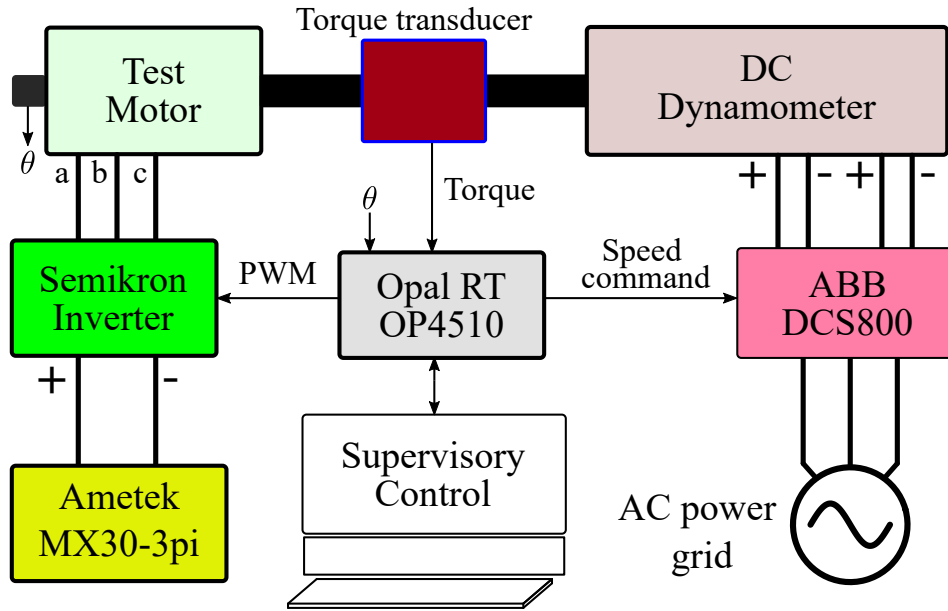 Torque transducer
Test
Motor
DC
Dynamometer
θ
a
b
c
+
-
+
-
Torque
θ
Semikron
Inverter
PWM
Opal RT
OP4510
Speed
command
ABB
DCS800
+
-
Supervisory
Control
Ametek
MX30-3pi
AC power
grid